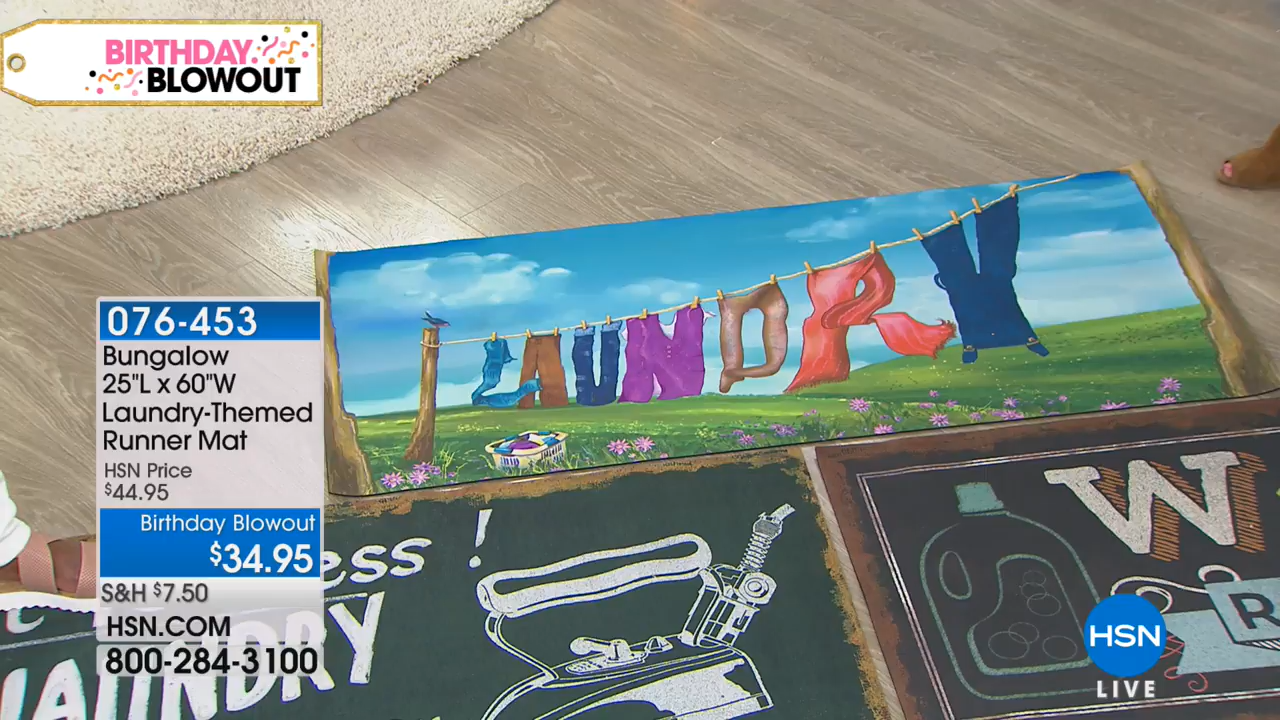 BIRTHDAY
BLOWOUT
LAUNDRY
076-453
Bungalow
25"L x 60"W
Laundry-Themed
Runner Mat
HSN Price
$44.95
Birthday Blowout
$34.95
S&H $7.50
HSN.COM
800-284-3100
ess !
LAUNDRY
W
R
HSN
LIVE